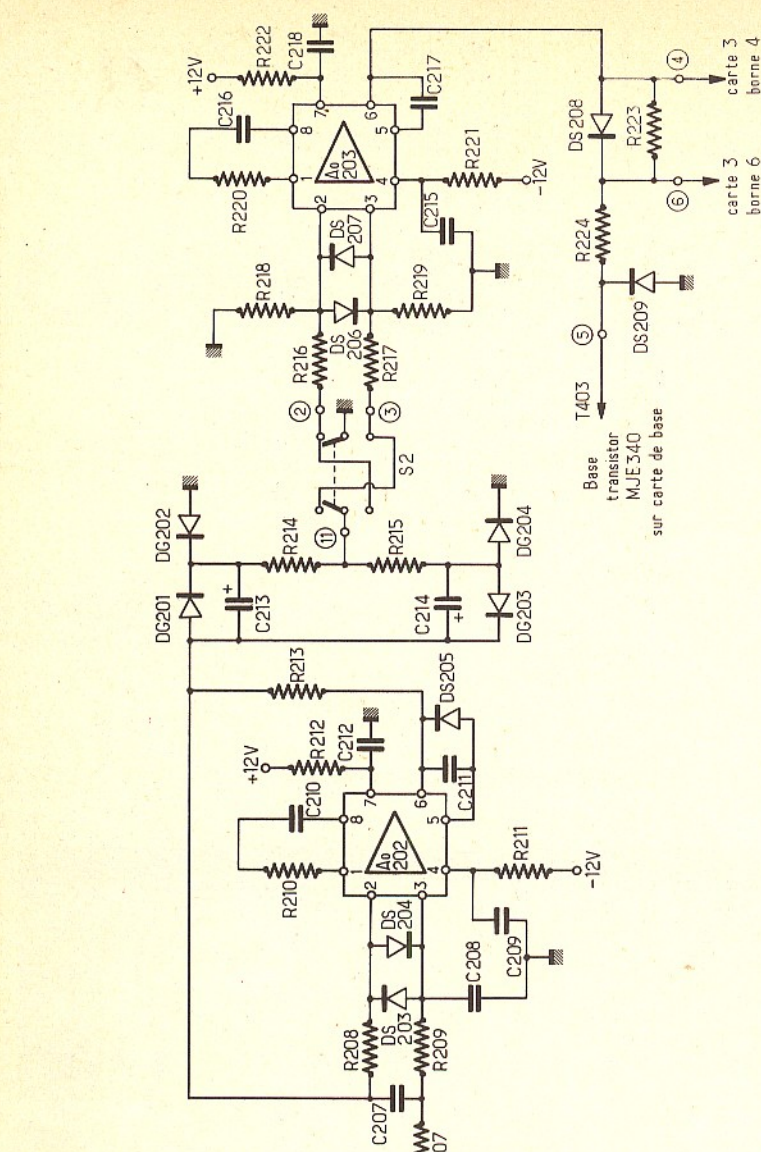 +12V
R222
C218
C216
7
8
6
5
C217
A0
203
1
4
2
3
R220
R221
-12V
C215
DS
207
R218
R219
DS
206
R216
R217
2
3
S2
11
DS208
R223
4
carte 3
borne 4
6
carte 3
borne 6
R224
DS209
5
T403
Base
transistor
MJE340
sur carte de base
DG202
DG201
R214
R215
C213
+
C214
+
DG204
DG203
R213
+12V
R212
C212
C210
DS205
C211
7
8
6
5
A0
202
1
4
2
3
R210
R211
-12V
DS
204
DS
203
C209
C208
R208
R209
C207
07